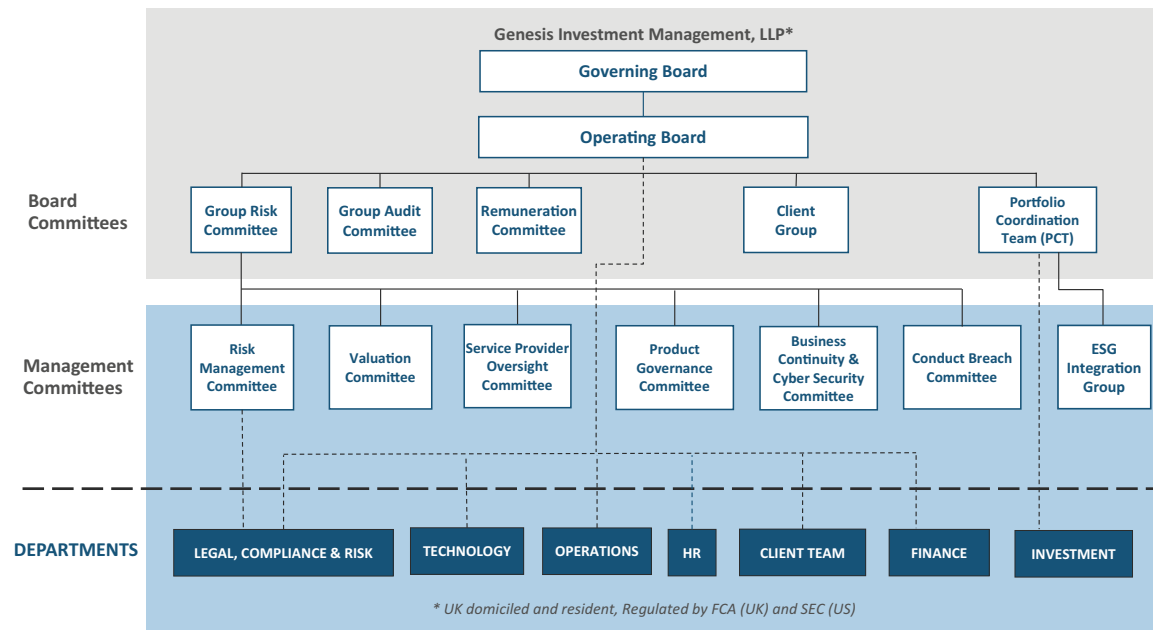 Genesis Investment Management, LLP*
Governing Board
Operating Board
Board
Committees
Group Risk
Committee
Group Audit
Committee
Remuneration
Committee
Client
Group
Portfolio
Coordination
Team (PCT)
Management
Committees
Risk
Management
Committee
Valuation
Committee
Service Provider
Oversight
Committee
Product
Governance
Committee
Business
Continuity &
Cyber Security
Committee
Conduct Breach
Committee
ESG
Integration
Group
DEPARTMENTS
LEGAL, COMPLIANCE & RISK
TECHNOLOGY
OPERATIONS
HR
CLIENT TEAM
FINANCE
INVESTMENT
* UK domiciled and resident, Regulated by FCA (UK) and SEC (US)